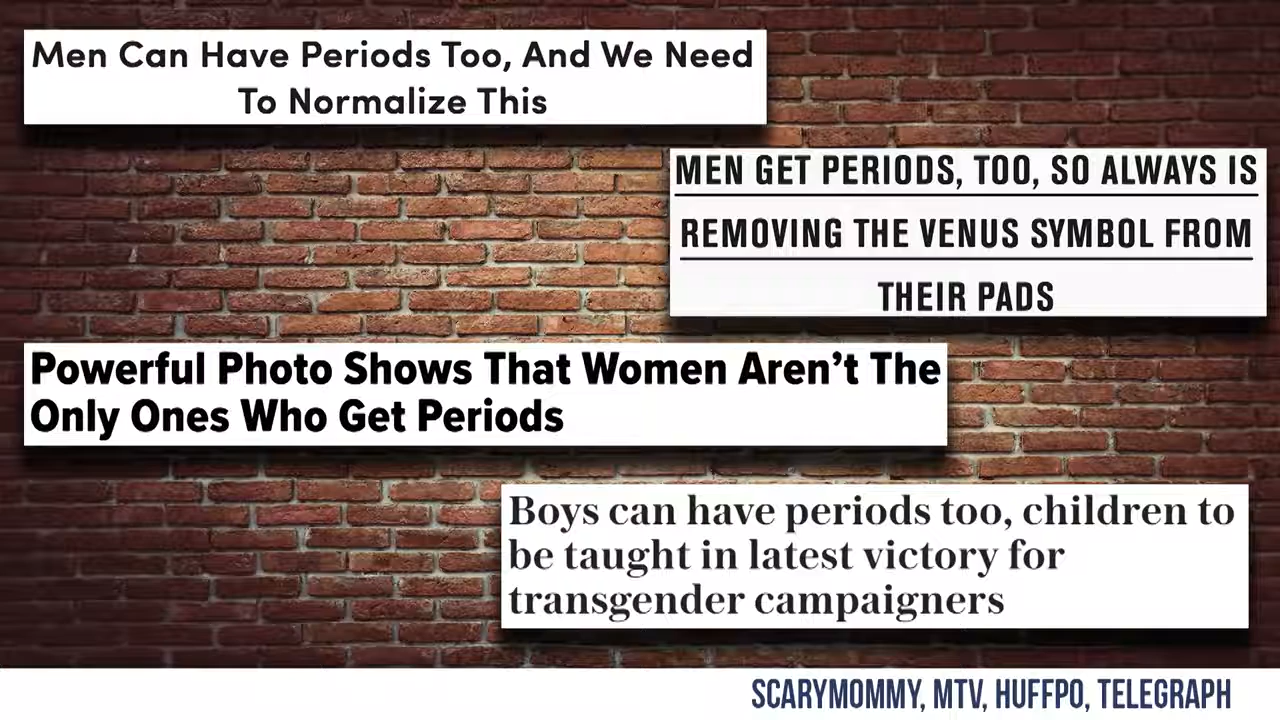 Men Can Have Periods Too, And We Need
To Normalize This
MEN GET PERIODS, TOO, SO ALWAYS IS
REMOVING THE VENUS SYMBOL FROM
THEIR PADS
Powerful Photo Shows That Women Aren’t The
Only Ones Who Get Periods
Boys can have periods too, children to
be taught in latest victory for
transgender campaigners
SCARYMOMMY, MTV, HUFFPO, TELEGRAPH